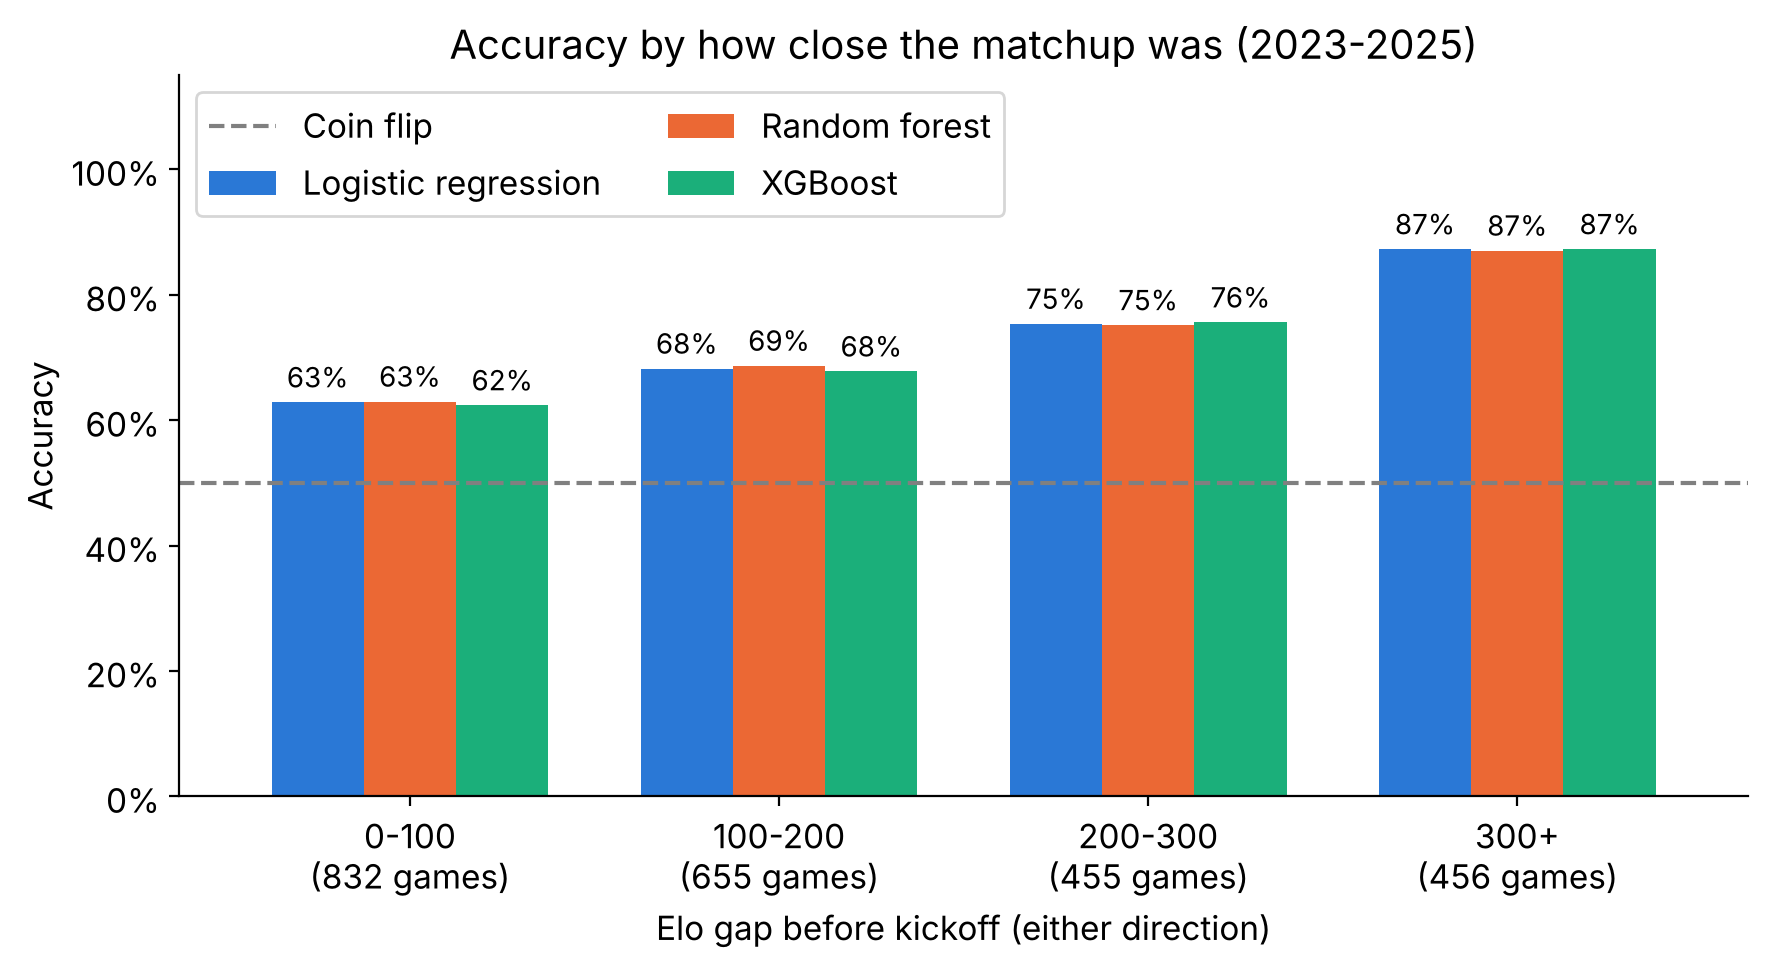 Accuracy by how close the matchup was (2023-2025)
Coin flip
Logistic regression
Random forest
XGBoost
Accuracy
100%
80%
60%
40%
20%
0%
63%
63%
62%
68%
69%
68%
75%
75%
76%
87%
87%
87%
0-100
(832 games)
100-200
(655 games)
200-300
(455 games)
300+
(456 games)
Elo gap before kickoff (either direction)